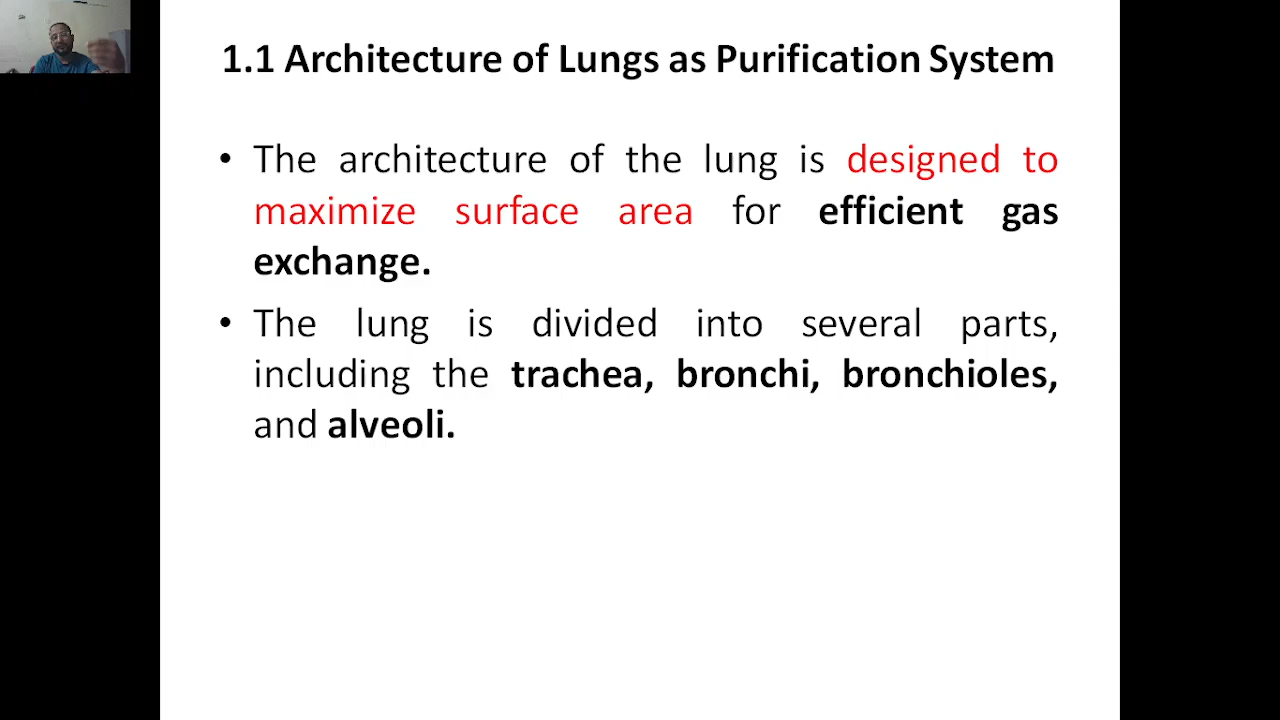 1.1 Architecture of Lungs as Purification System
• The architecture of the lung is designed to
maximize surface area for efficient gas
exchange.
• The lung is divided into several parts,
including the trachea, bronchi, bronchioles,
and alveoli.